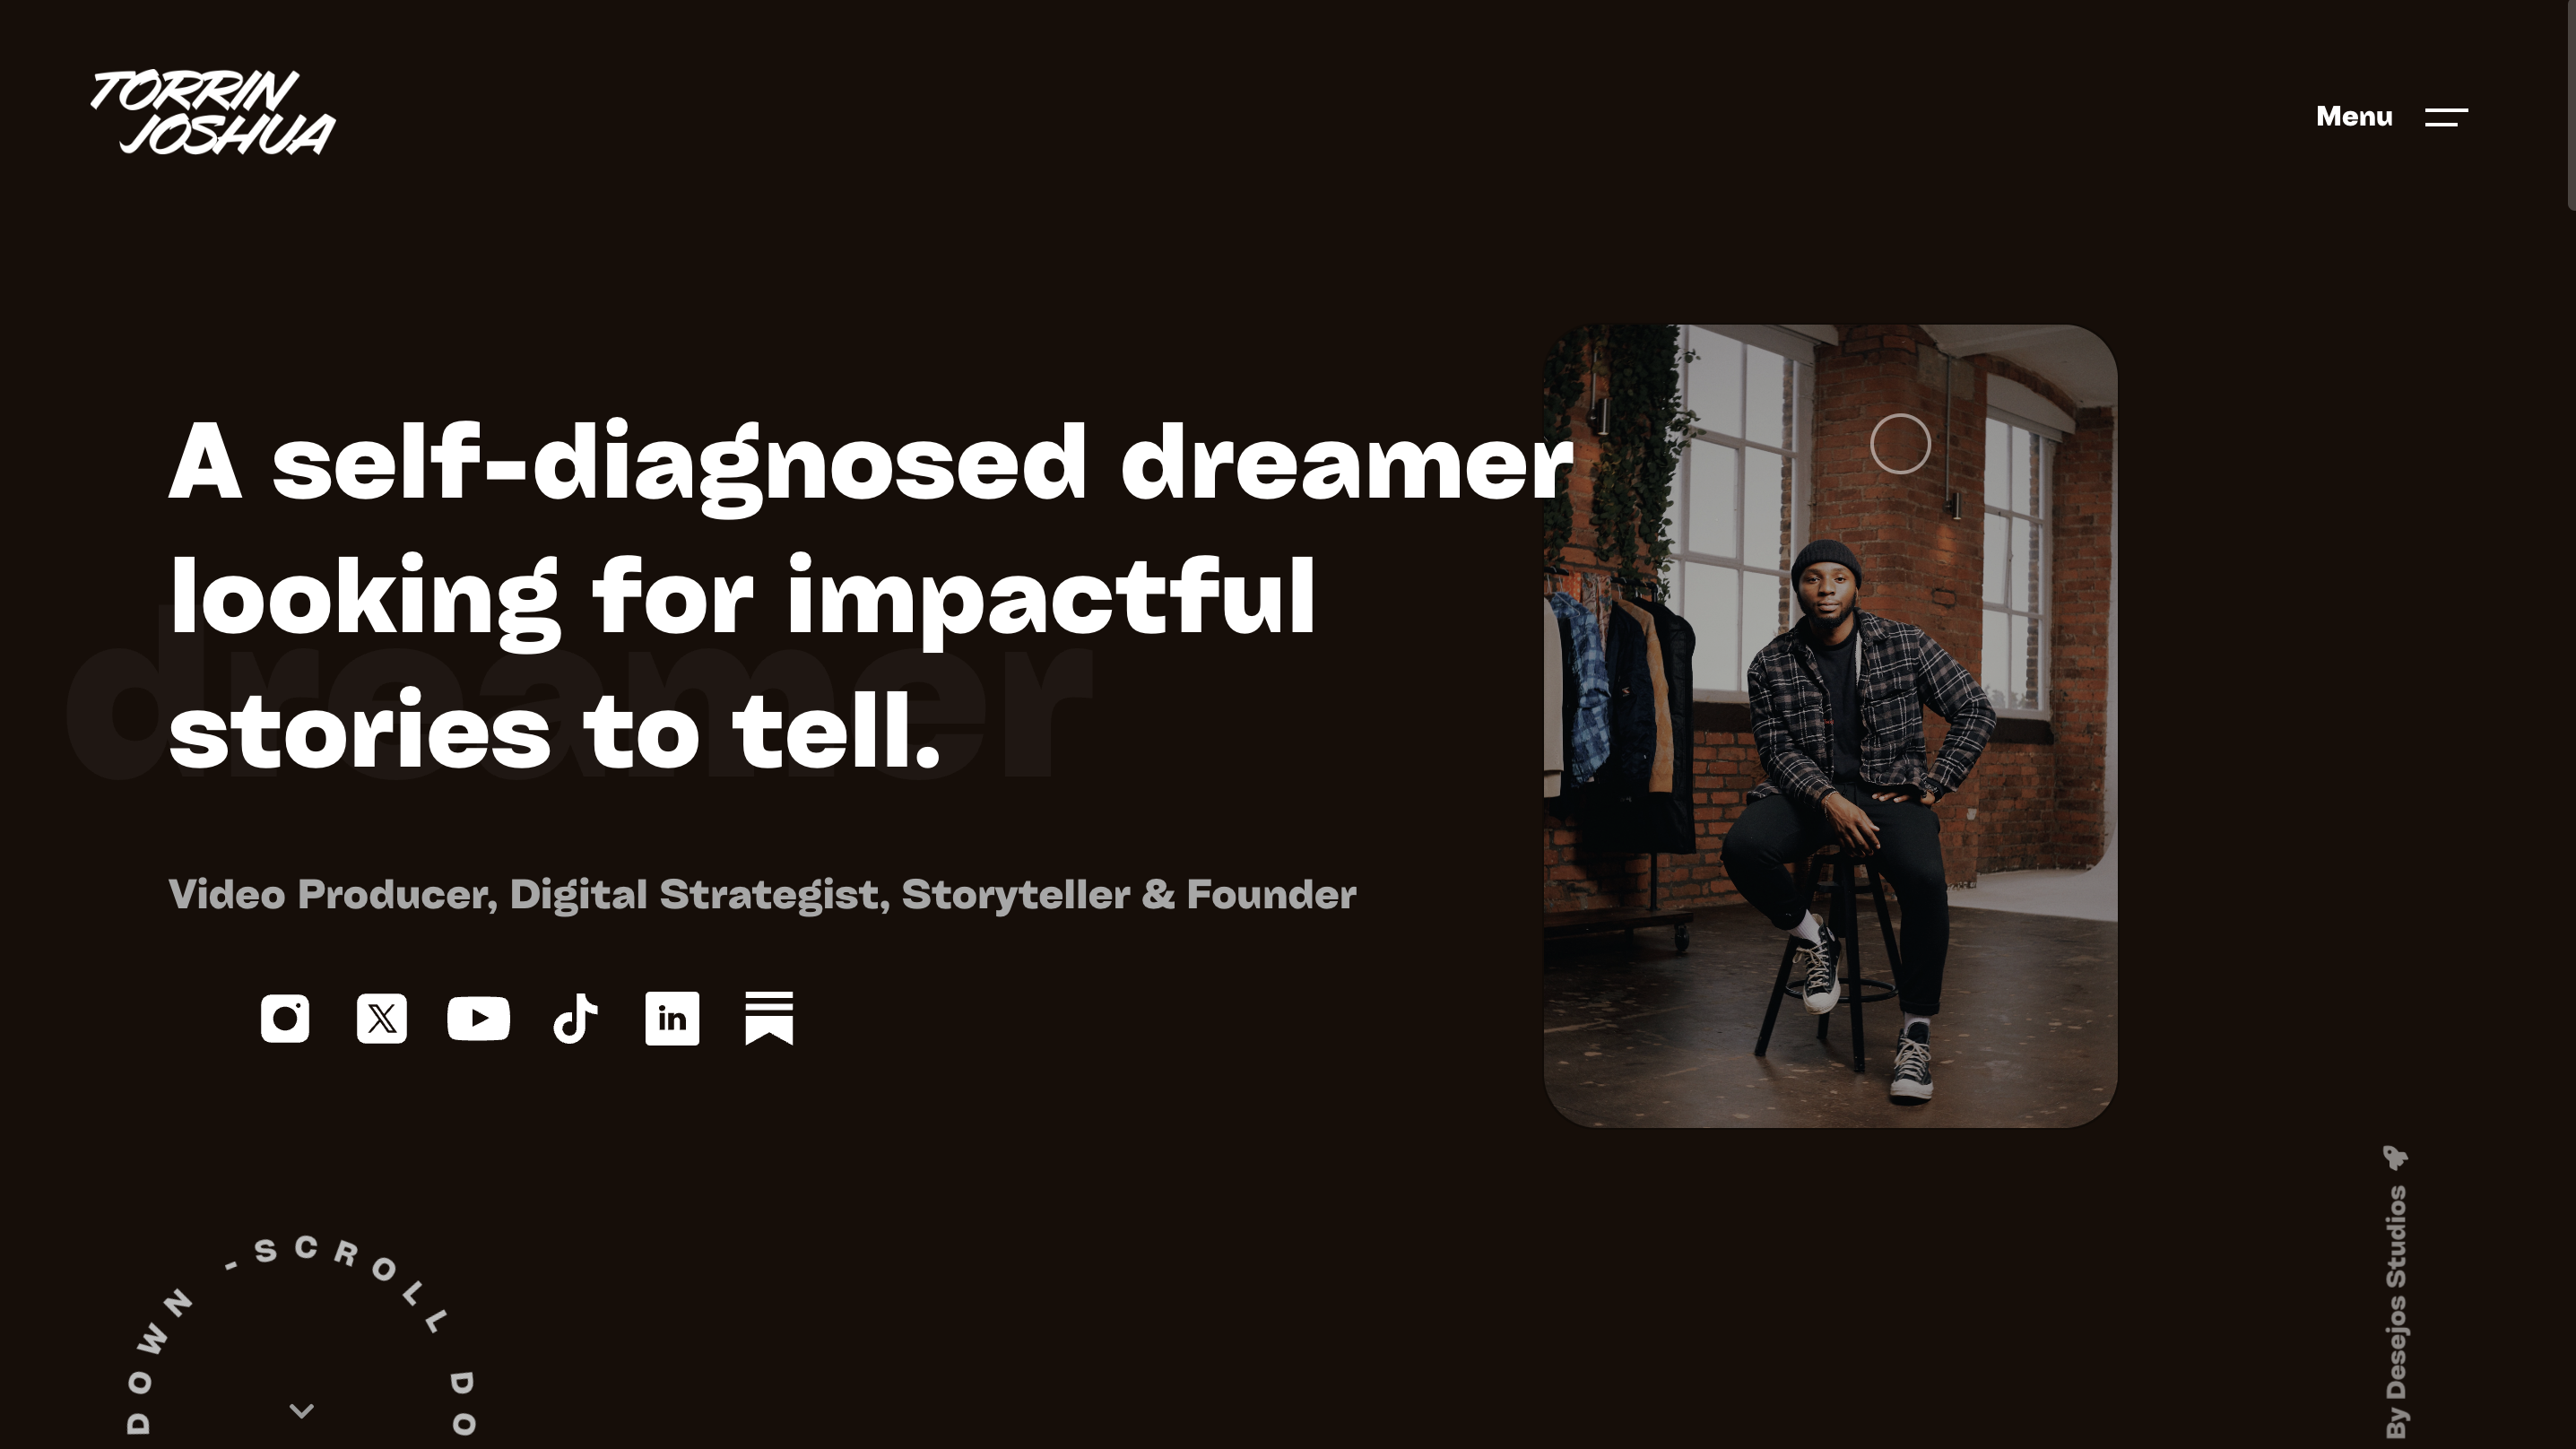 TORRIN
JOSHUA
Menu
A self-diagnosed dreamer
looking for impactful
dreamer
stories to tell.
Video Producer, Digital Strategist, Storyteller & Founder
in
DOWN - SCROLL DO
By Desejos Studios